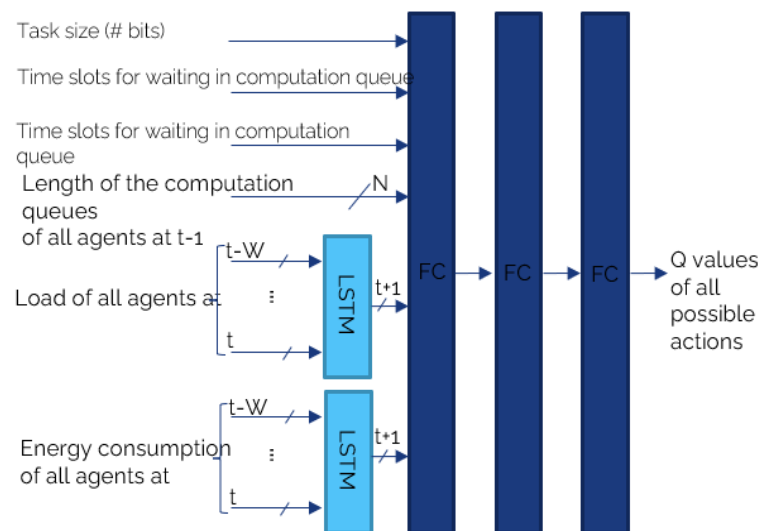 Task size (# bits)
Time slots for waiting in computation queue
Time slots for waiting in computation
queue
Length of the computation
queues
of all agents at t-1
N
t-W
...
t
Load of all agents at
LSTM
t+1
t-W
...
t
Energy consumption
of all agents at
LSTM
t+1
FC
FC
FC
Q values
of all
possible
actions